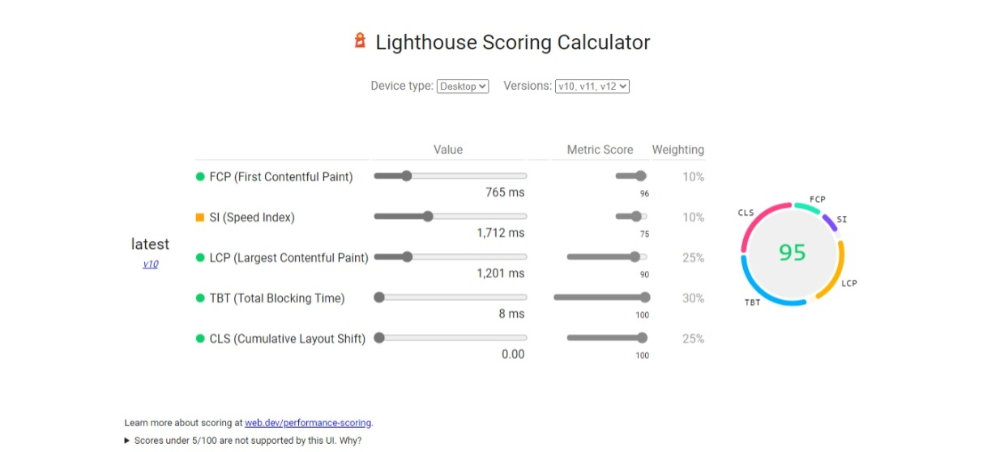 Lighthouse Scoring Calculator
Device type: Desktop Versions: v10, v11, v12
Value Metric Score Weighting
FCP (First Contentful Paint) 10%
765 ms 96
SI (Speed Index) 10%
1,712 ms 75
latest
v10
LCP (Largest Contentful Paint) 25%
1,201 ms 90
TBT (Total Blocking Time) 30%
8 ms 100
CLS (Cumulative Layout Shift) 25%
0.00 100
FCP
CLS
SI
95
LCP
TBT
Learn more about scoring at web.dev/performance-scoring.
Scores under 5/100 are not supported by this UI. Why?